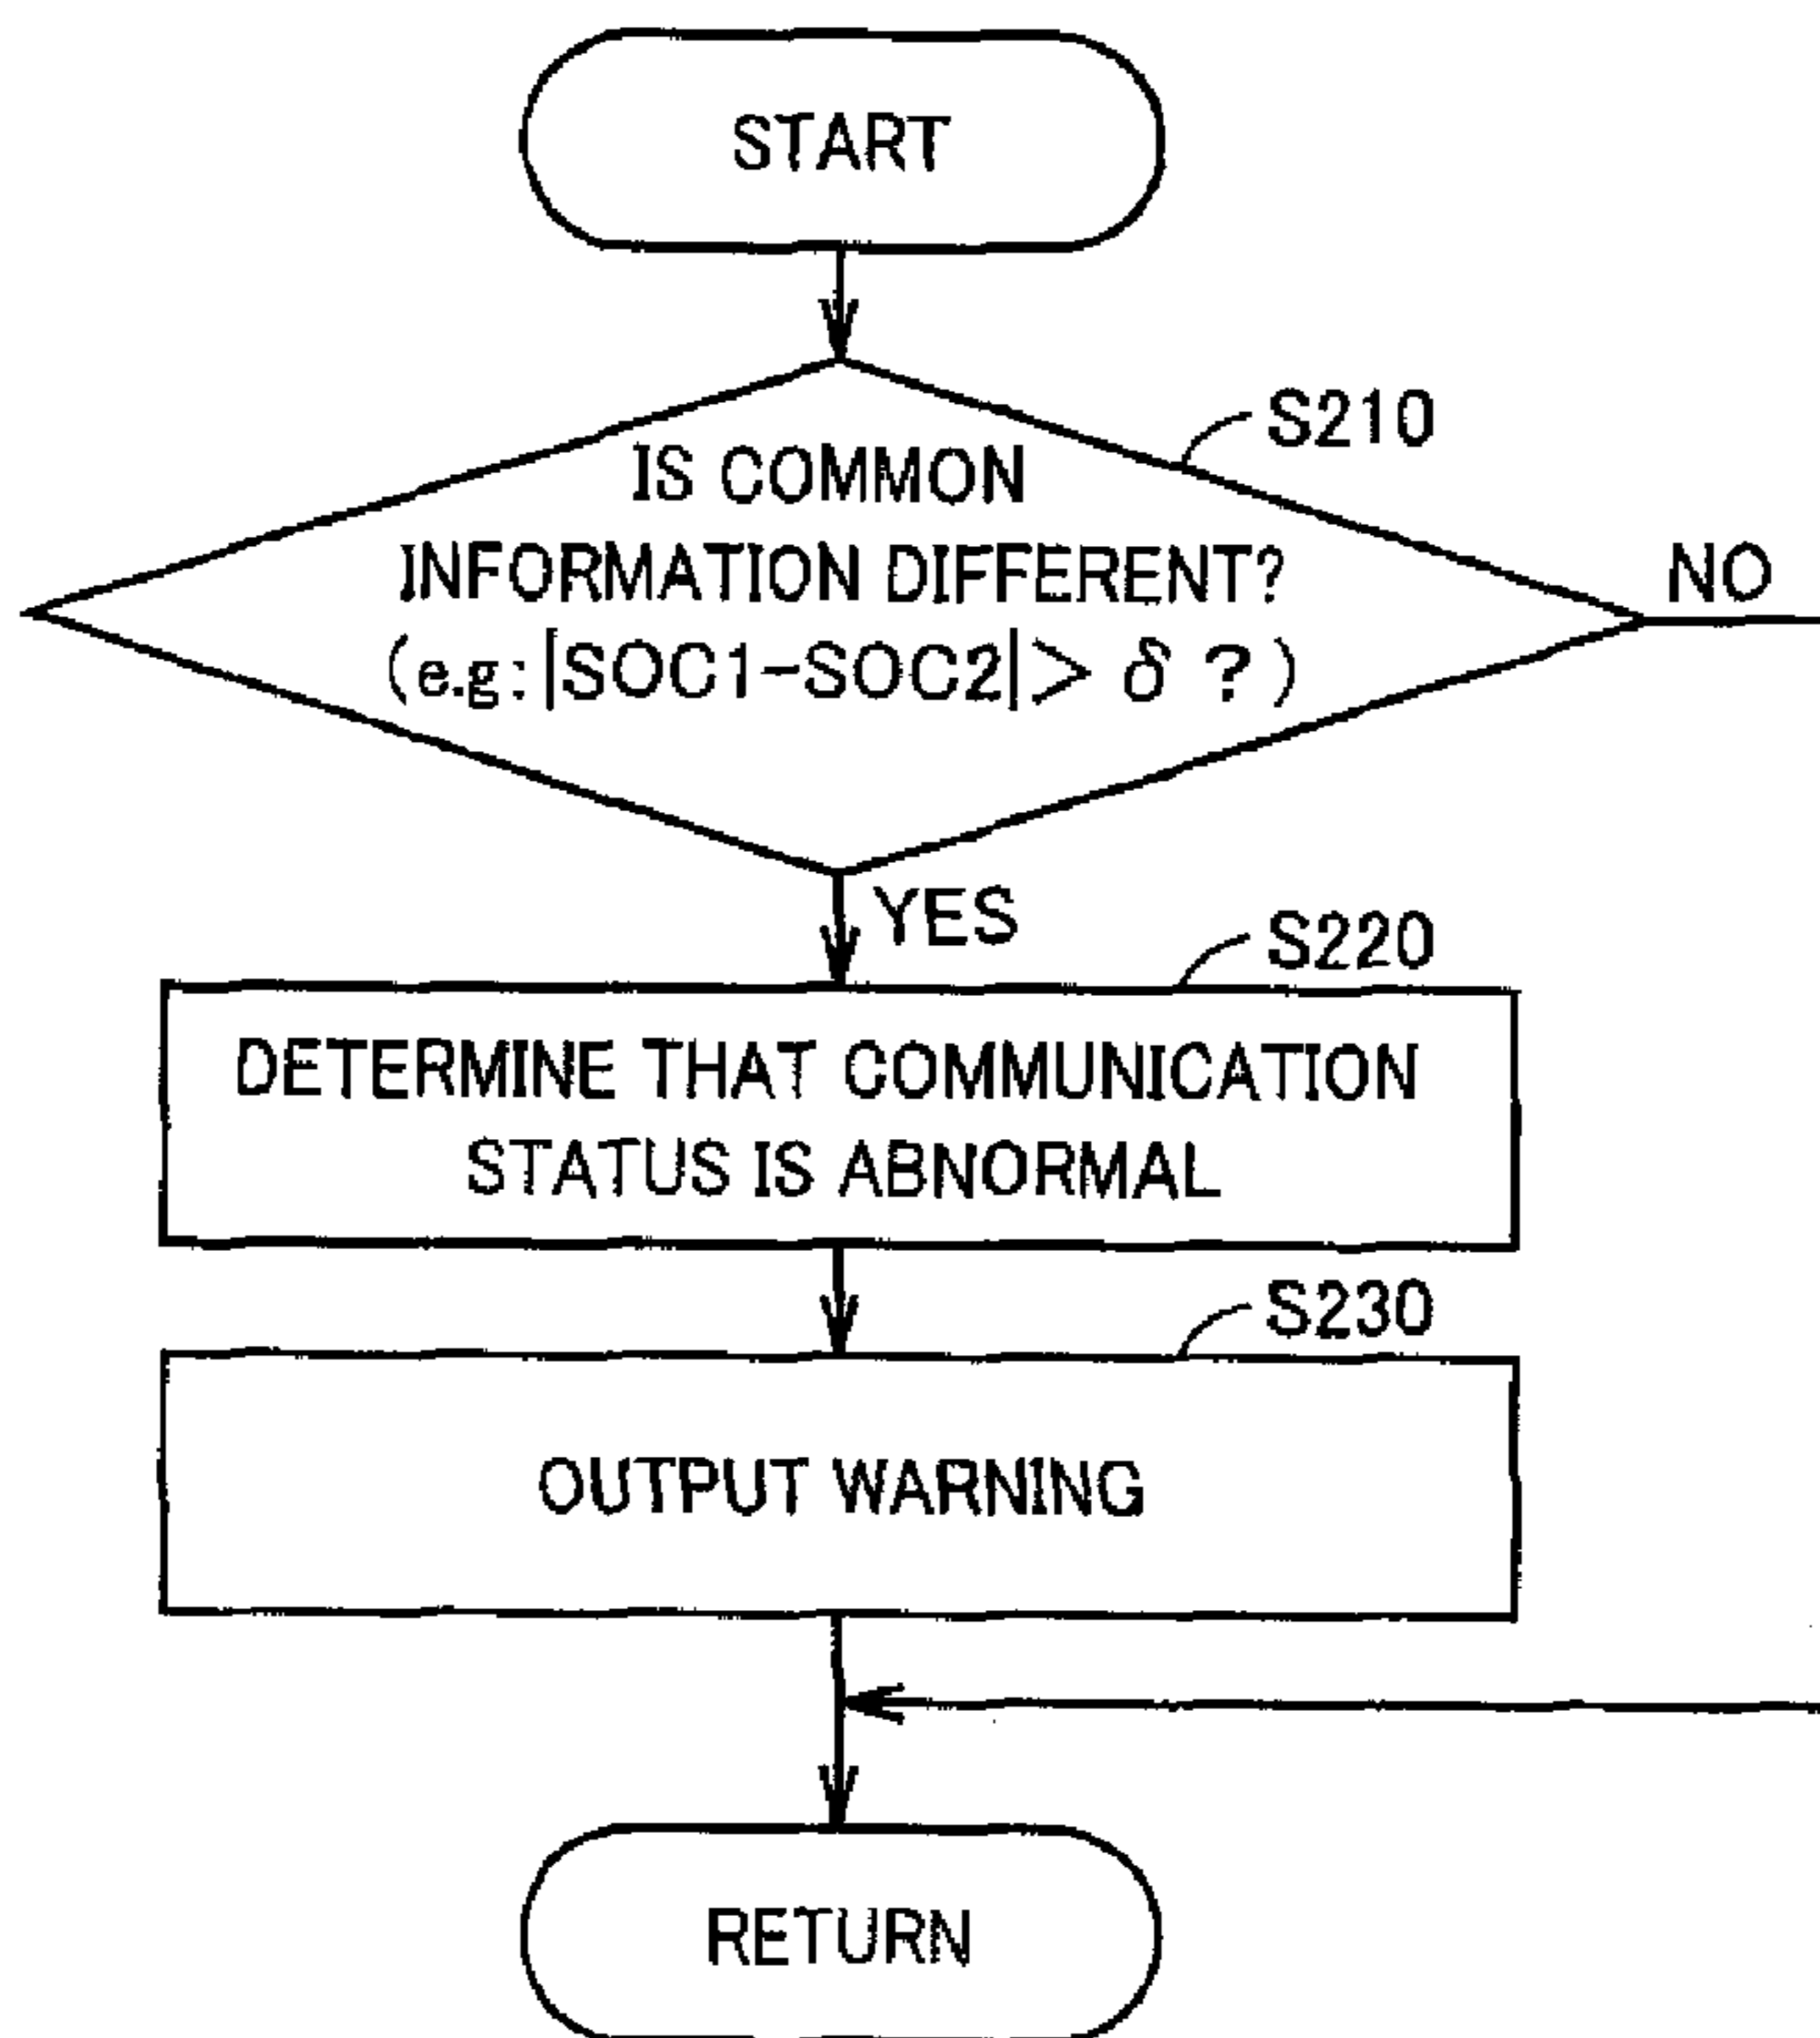 START
S210
IS COMMON
INFORMATION DIFFERENT?
NO
(e.g:|SOC1-SOC2|> δ ?)
YES
S220
DETERMINE THAT COMMUNICATION
STATUS IS ABNORMAL
S230
OUTPUT WARNING
RETURN